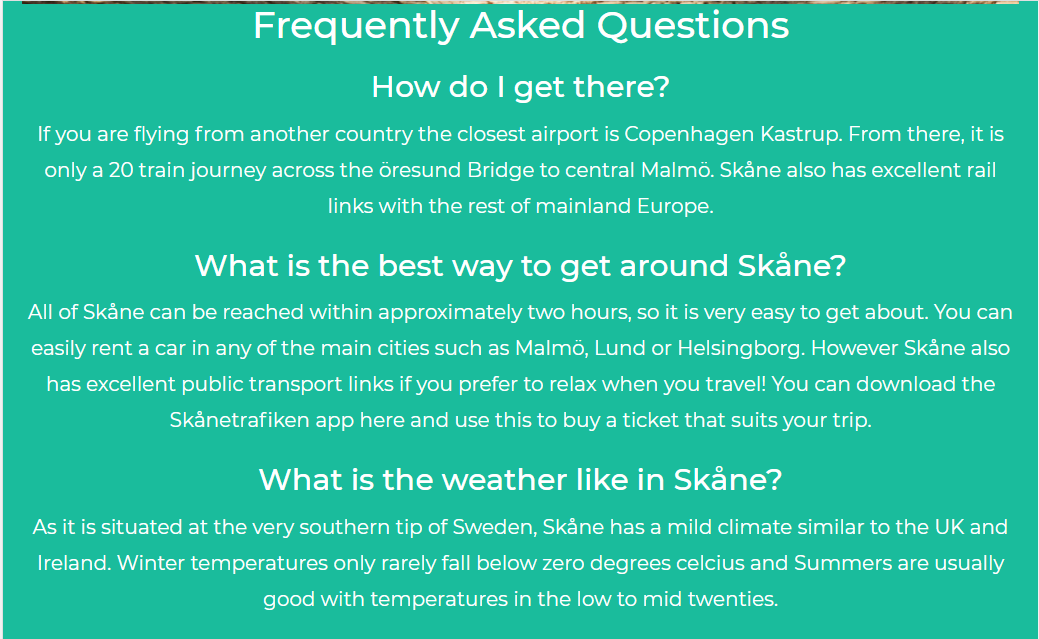 Frequently Asked Questions
How do I get there?
If you are flying from another country the closest airport is Copenhagen Kastrup. From there, it is
only a 20 train journey across the öresund Bridge to central Malmö. Skåne also has excellent rail
links with the rest of mainland Europe.
What is the best way to get around Skåne?
All of Skåne can be reached within approximately two hours, so it is very easy to get about. You can
easily rent a car in any of the main cities such as Malmö, Lund or Helsingborg. However Skåne also
has excellent public transport links if you prefer to relax when you travel! You can download the
Skånetrafiken app here and use this to buy a ticket that suits your trip.
What is the weather like in Skåne?
As it is situated at the very southern tip of Sweden, Skåne has a mild climate similar to the UK and
Ireland. Winter temperatures only rarely fall below zero degrees celcius and Summers are usually
good with temperatures in the low to mid twenties.